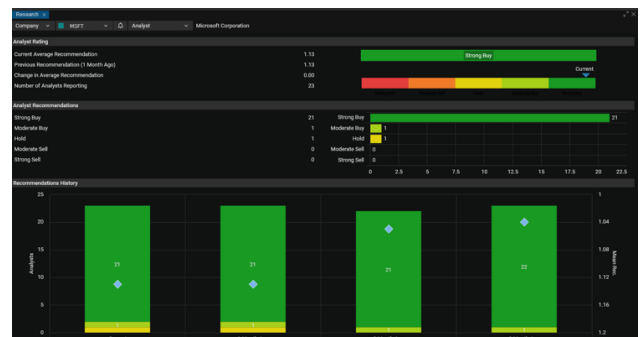 Research ×
Company MSFT Analyst Microsoft Corporation
Analyst Rating
Current Average Recommendation 1.13
Previous Recommendation (1 Month Ago) 1.13
Change in Average Recommendation 0.00
Number of Analysts Reporting 23
Strong Buy
Current
Analyst Recommendations
Strong Buy 21
Moderate Buy 1
Hold 1
Moderate Sell 0
Strong Sell 0
Strong Buy 21
Moderate Buy 1
Hold 1
Moderate Sell 0
Strong Sell 0
0 2.5 5 7.5 10 12.5 15 17.5 20 22.5
Recommendations History
25 1
20 1.04
15 1.08
10 1.12
5 1.16
0 1.2
Analysts
Mean Rec.
21 21 21 22
1 1 1 1